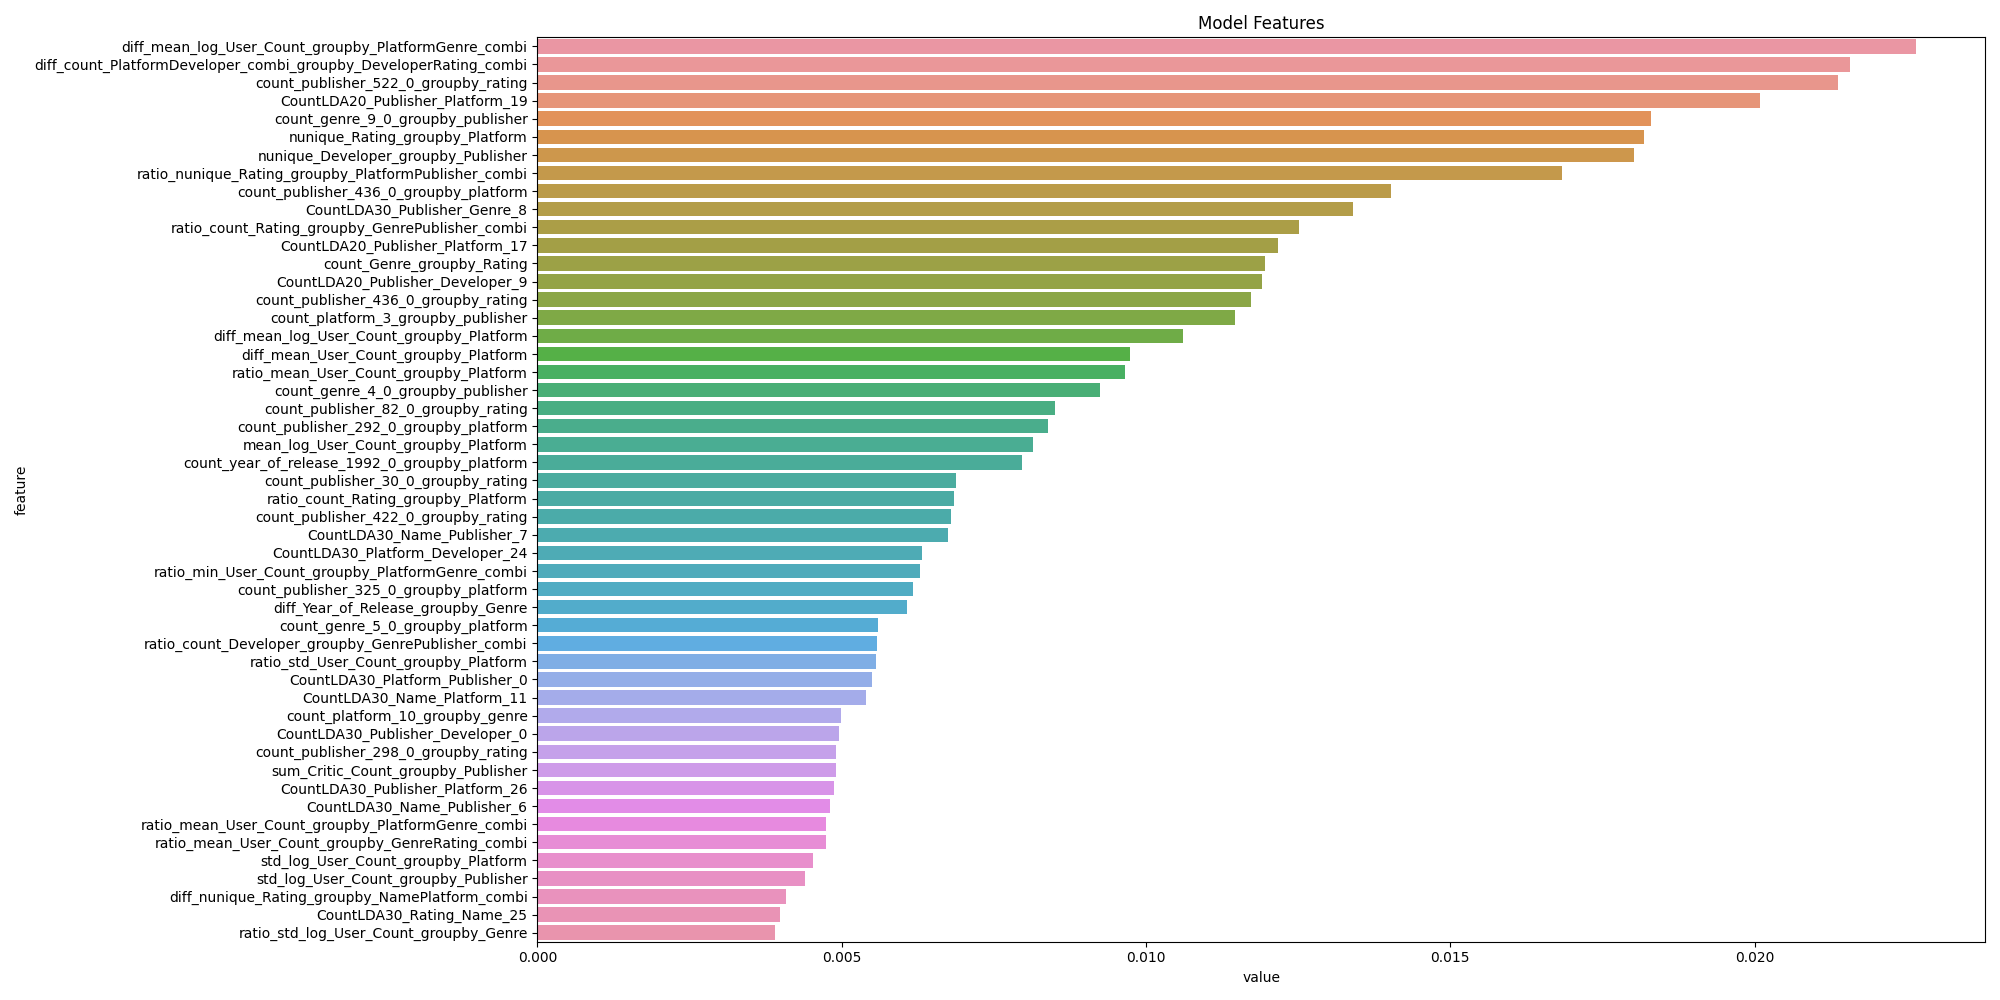 Model Features
diff_mean_log_User_Count_groupby_PlatformGenre_combi
diff_count_PlatformDeveloper_combi_groupby_DeveloperRating_combi
count_publisher_522_0_groupby_rating
CountLDA20_Publisher_Platform_19
count_genre_9_0_groupby_publisher
nunique_Rating_groupby_Platform
nunique_Developer_groupby_Publisher
ratio_nunique_Rating_groupby_PlatformPublisher_combi
count_publisher_436_0_groupby_platform
CountLDA30_Publisher_Genre_8
ratio_count_Rating_groupby_GenrePublisher_combi
CountLDA20_Publisher_Platform_17
count_Genre_groupby_Rating
CountLDA20_Publisher_Developer_9
count_publisher_436_0_groupby_rating
count_platform_3_groupby_publisher
diff_mean_log_User_Count_groupby_Platform
diff_mean_User_Count_groupby_Platform
ratio_mean_User_Count_groupby_Platform
count_genre_4_0_groupby_publisher
count_publisher_82_0_groupby_rating
count_publisher_292_0_groupby_platform
mean_log_User_Count_groupby_Platform
count_year_of_release_1992_0_groupby_platform
count_publisher_30_0_groupby_rating
ratio_count_Rating_groupby_Platform
count_publisher_422_0_groupby_rating
CountLDA30_Name_Publisher_7
CountLDA30_Platform_Developer_24
ratio_min_User_Count_groupby_PlatformGenre_combi
count_publisher_325_0_groupby_platform
diff_Year_of_Release_groupby_Genre
count_genre_5_0_groupby_platform
ratio_count_Developer_groupby_GenrePublisher_combi
ratio_std_User_Count_groupby_Platform
CountLDA30_Platform_Publisher_0
CountLDA30_Name_Platform_11
count_platform_10_groupby_genre
CountLDA30_Publisher_Developer_0
count_publisher_298_0_groupby_rating
sum_Critic_Count_groupby_Publisher
CountLDA30_Publisher_Platform_26
CountLDA30_Name_Publisher_6
ratio_mean_User_Count_groupby_PlatformGenre_combi
ratio_mean_User_Count_groupby_GenreRating_combi
std_log_User_Count_groupby_Platform
std_log_User_Count_groupby_Publisher
diff_nunique_Rating_groupby_NamePlatform_combi
CountLDA30_Rating_Name_25
ratio_std_log_User_Count_groupby_Genre
feature
0.000 0.005 0.010 0.015 0.020
value